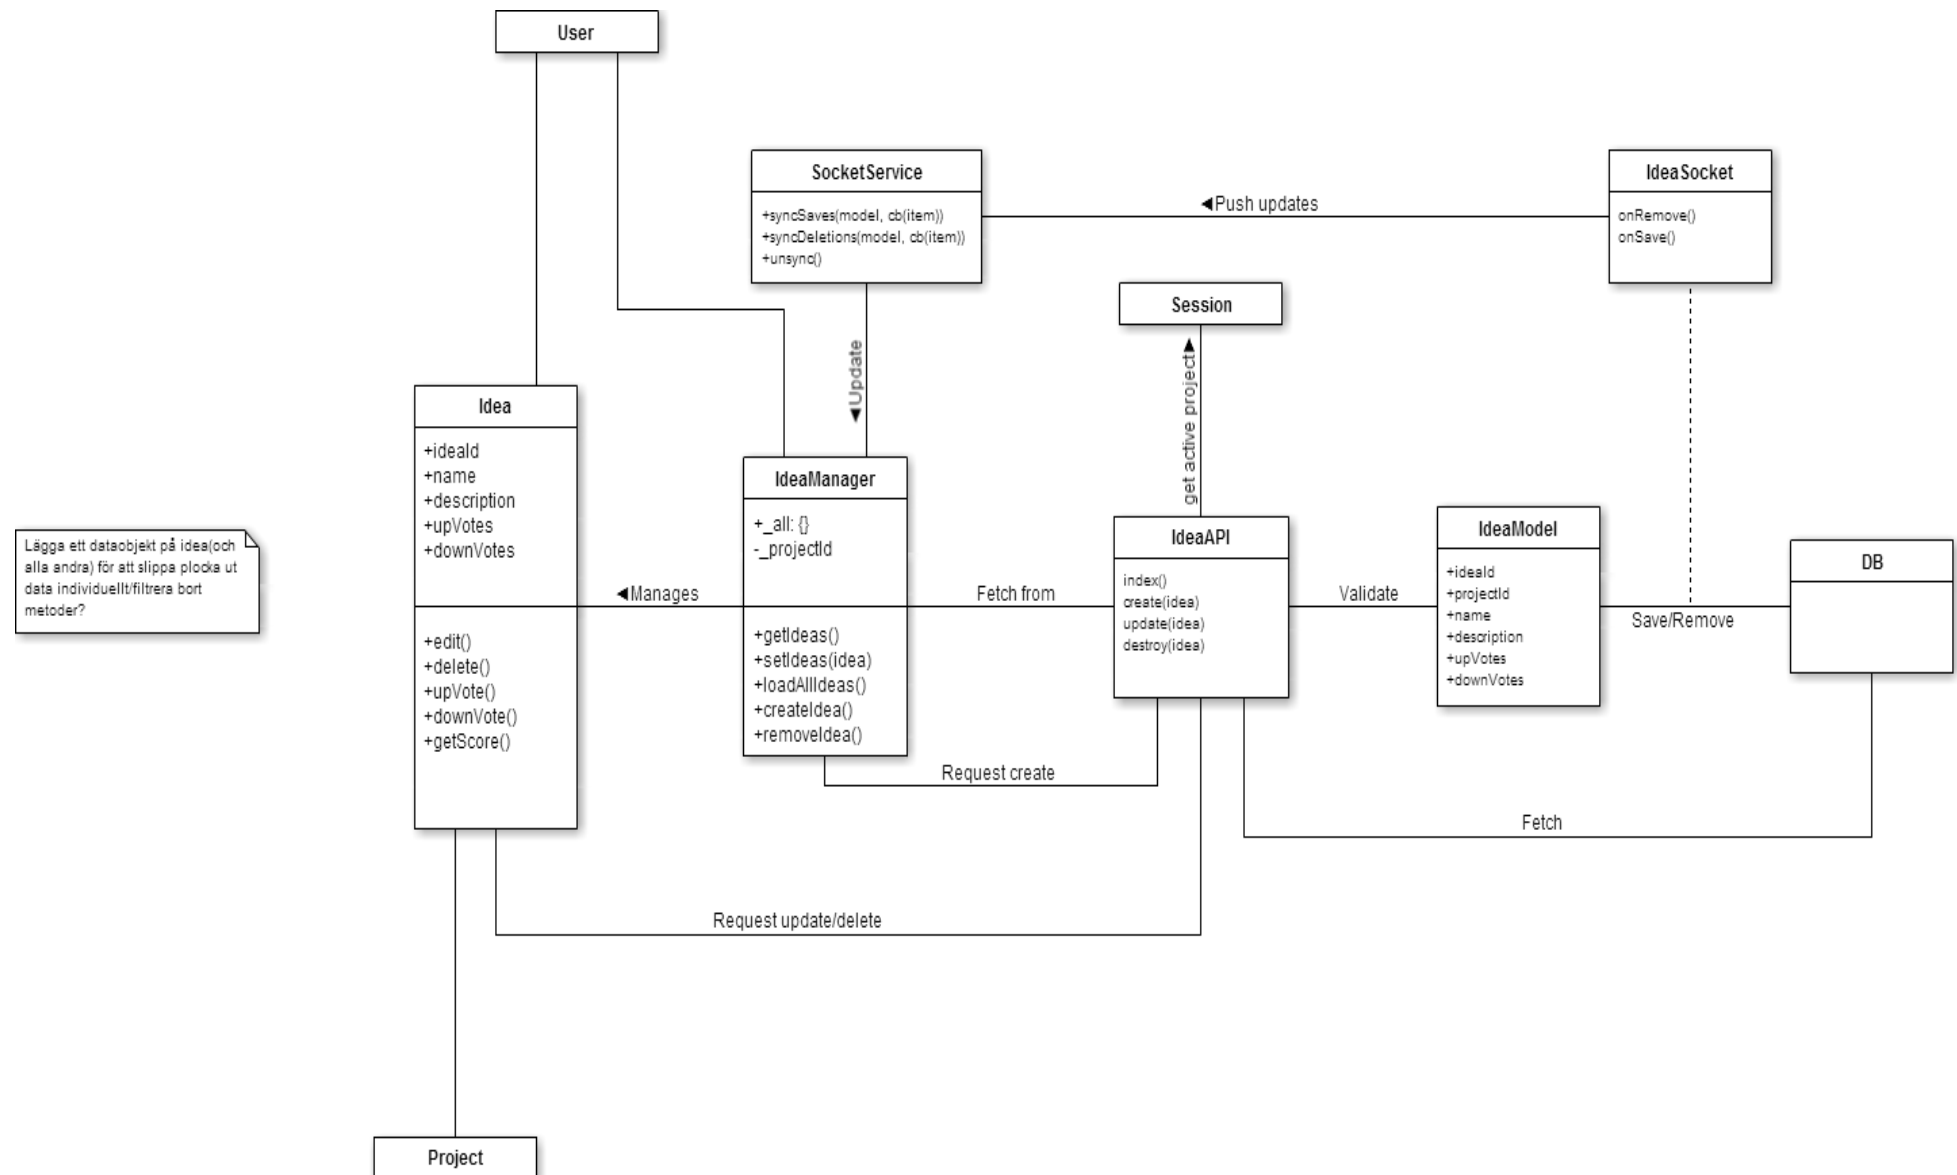 User
SocketService
+syncSaves(model, cb(item))
+syncDeletions(model, cb(item))
+unsync()
◄Push updates
IdeaSocket
onRemove()
onSave()
Session
◄Update
get active project►
Idea
+ideaId
+name
+description
+upVotes
+downVotes
+edit()
+delete()
+upVote()
+downVote()
+getScore()
◄Manages
IdeaManager
+_all: {}
-_projectId
+getIdeas()
+setIdeas(idea)
+loadAllIdeas()
+createIdea()
+removeIdea()
Fetch from
IdeaAPI
index()
create(idea)
update(idea)
destroy(idea)
Validate
IdeaModel
+ideaId
+projectId
+name
+description
+upVotes
+downVotes
Save/Remove
DB
Lägga ett dataobjekt på idea(och
alla andra) för att slippa plocka ut
data individuellt/filtrera bort
metoder?
Request create
Fetch
Request update/delete
Project